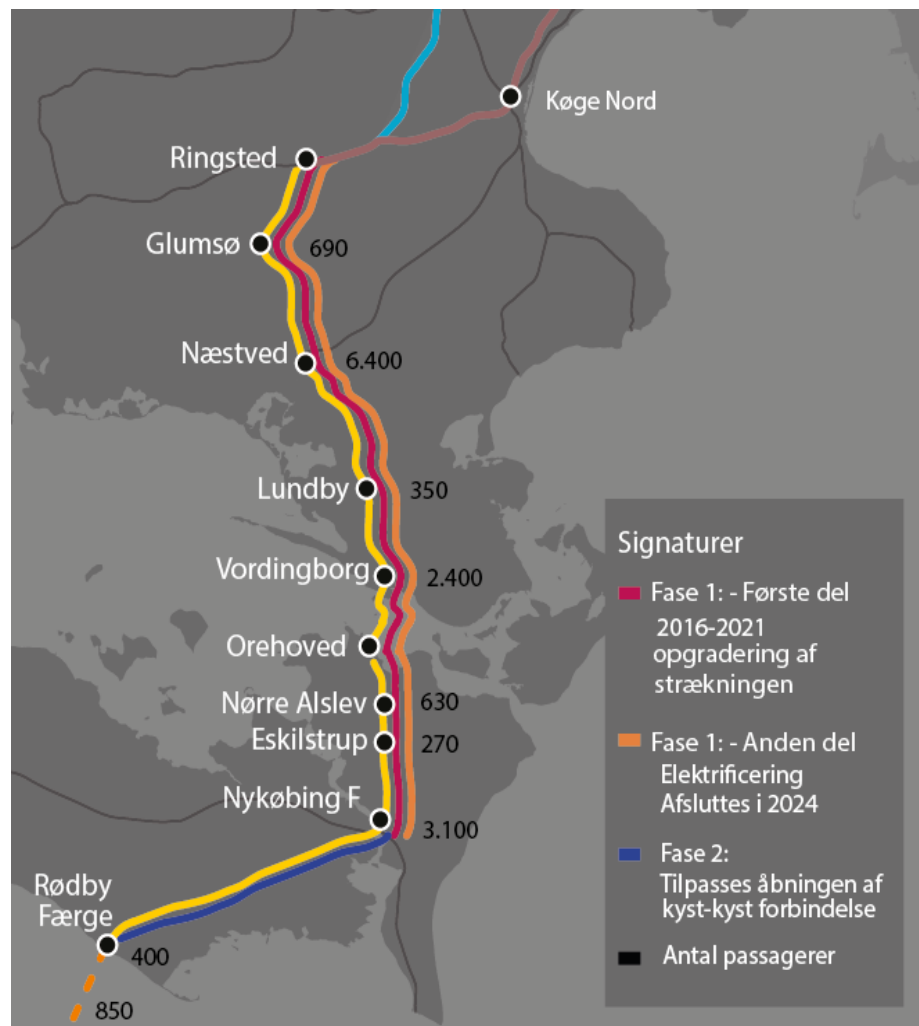 Køge Nord
Ringsted
Glumsø
690
Næstved
6.400
Lundby
350
Vordingborg
2.400
Orehoved
Nørre Alslev
630
Eskilstrup
270
Nykøbing F
3.100
Rødby
Færge
400
850
Signaturer
Fase 1: - Første del
2016-2021
opgradering af
strækningen
Fase 1: - Anden del
Elektrificering
Afsluttes i 2024
Fase 2:
Tilpasses åbningen af
kyst-kyst forbindelse
Antal passagerer